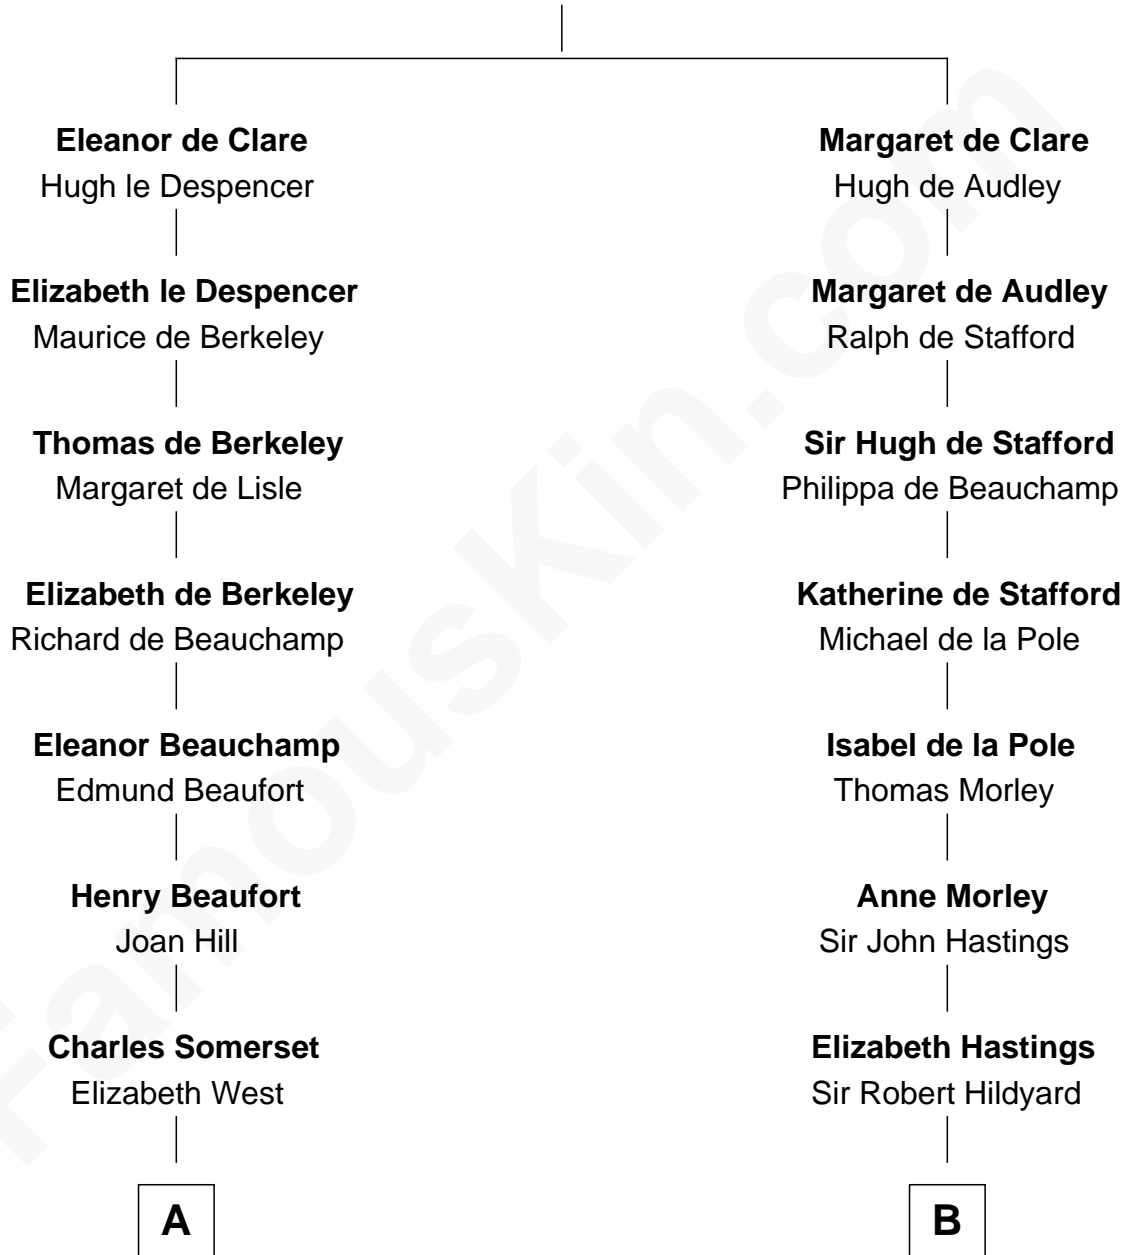 Eleanor de Clare
Hugh le Despencer
Margaret de Clare
Hugh de Audley
Elizabeth le Despencer
Maurice de Berkeley
Margaret de Audley
Ralph de Stafford
Thomas de Berkeley
Margaret de Lisle
Sir Hugh de Stafford
Philippa de Beauchamp
Elizabeth de Berkeley
Richard de Beauchamp
Katherine de Stafford
Michael de la Pole
Eleanor Beauchamp
Edmund Beaufort
Isabel de la Pole
Thomas Morley
Henry Beaufort
Joan Hill
Anne Morley
Sir John Hastings
Charles Somerset
Elizabeth West
Elizabeth Hastings
Sir Robert Hildyard
A
B
FamousKin.com